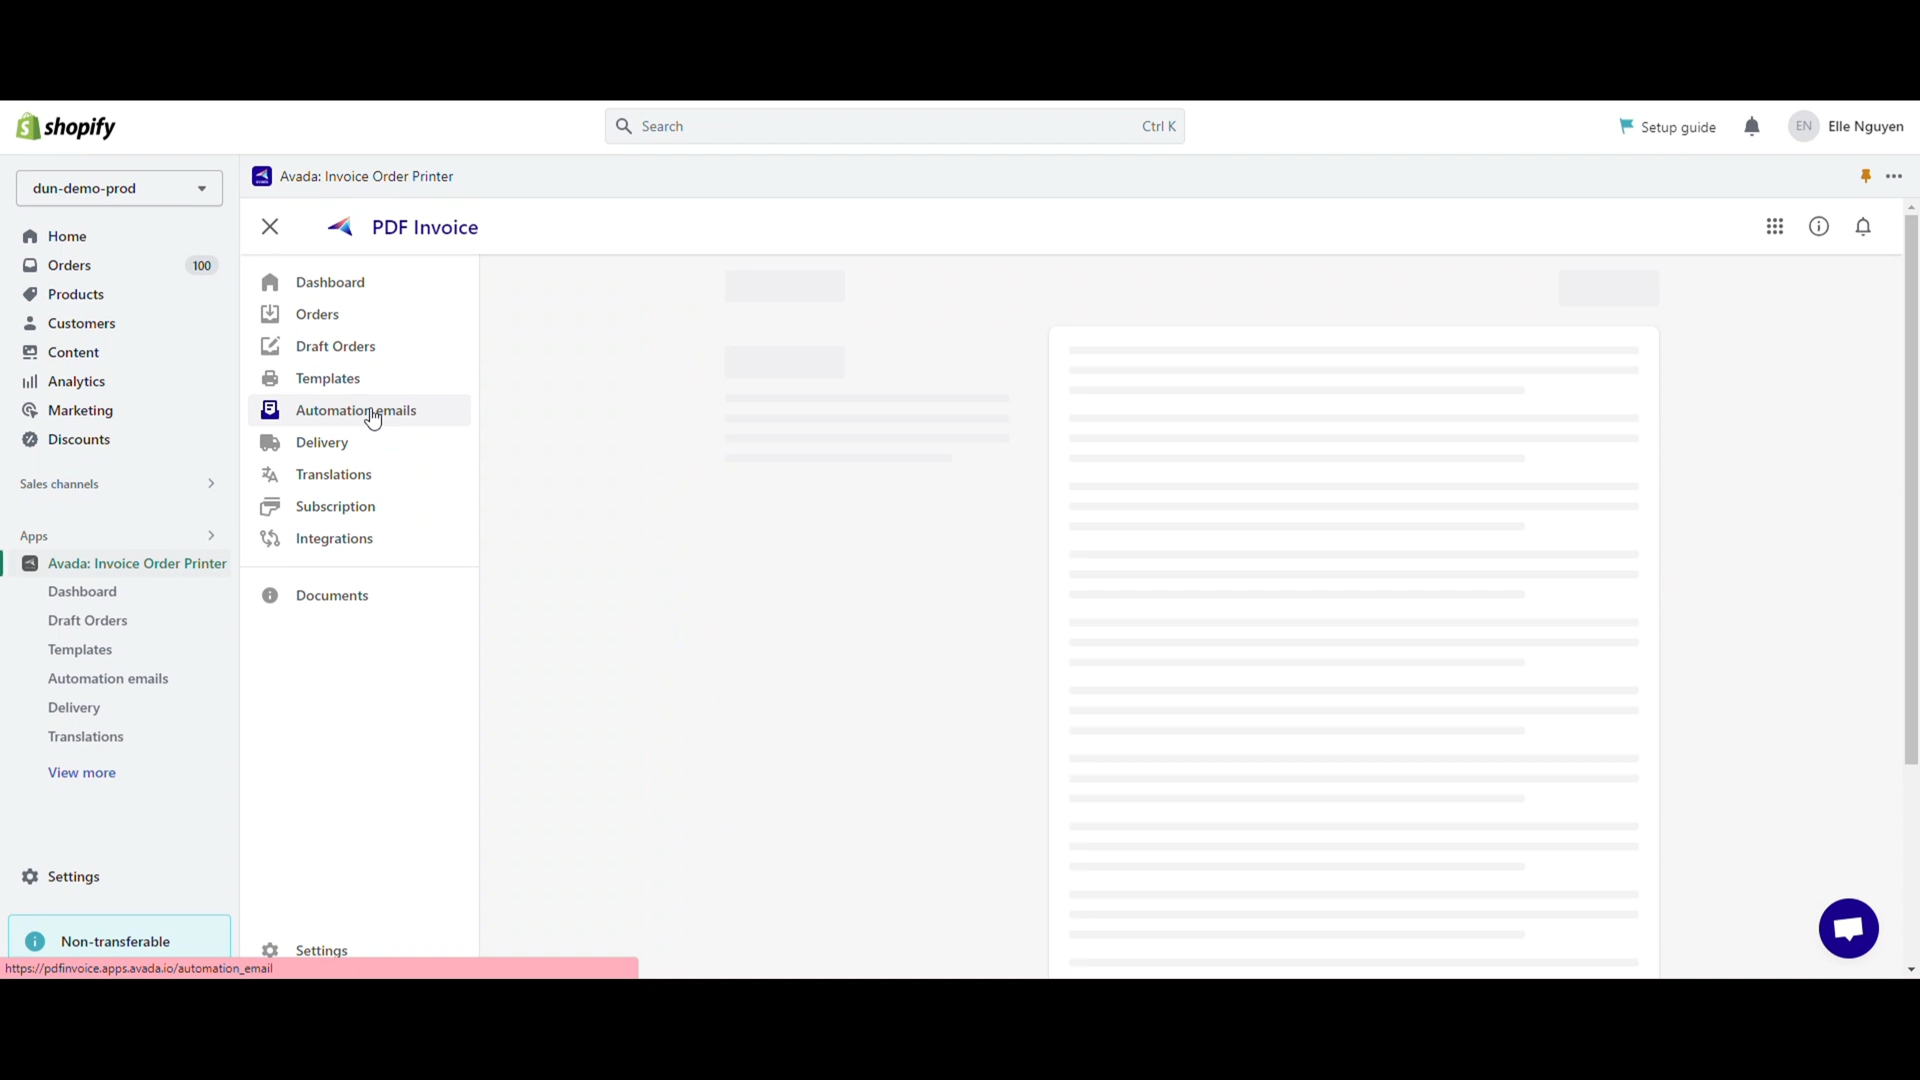 shopify
Search
Ctrl K
Setup guide
EN
Elle Nguyen
dun-demo-prod
Avada: Invoice Order Printer
PDF Invoice
Home
Orders
100
Products
Customers
Content
Analytics
Marketing
Discounts
Sales channels
Apps
Avada: Invoice Order Printer
Dashboard
Draft Orders
Templates
Automation emails
Delivery
Translations
View more
Settings
Non-transferable
https://pdfinvoice.apps.avada.io/automation_email
Dashboard
Orders
Draft Orders
Templates
Automation emails
Delivery
Translations
Subscription
Integrations
Documents
Settings